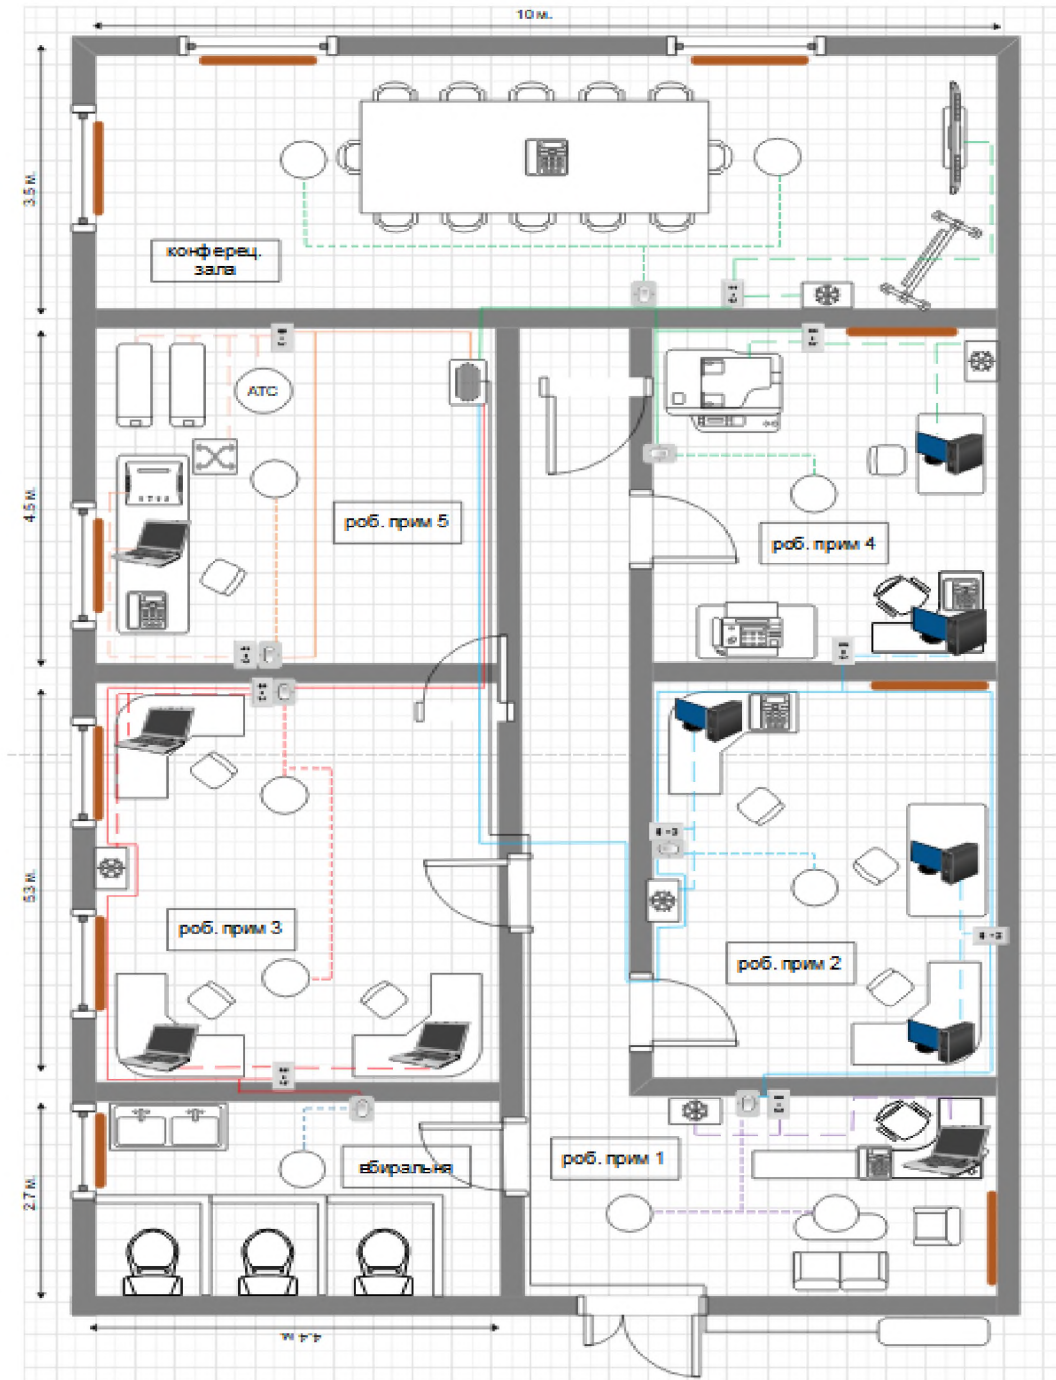 10 м.
3.5 м.
конферец.
зала
АТС
4.5 м.
роб. прим 5
роб. прим 4
5.3 м.
роб. прим 3
роб. прим 2
2.7 м.
вбиральня
роб. прим 1
4.4 м.